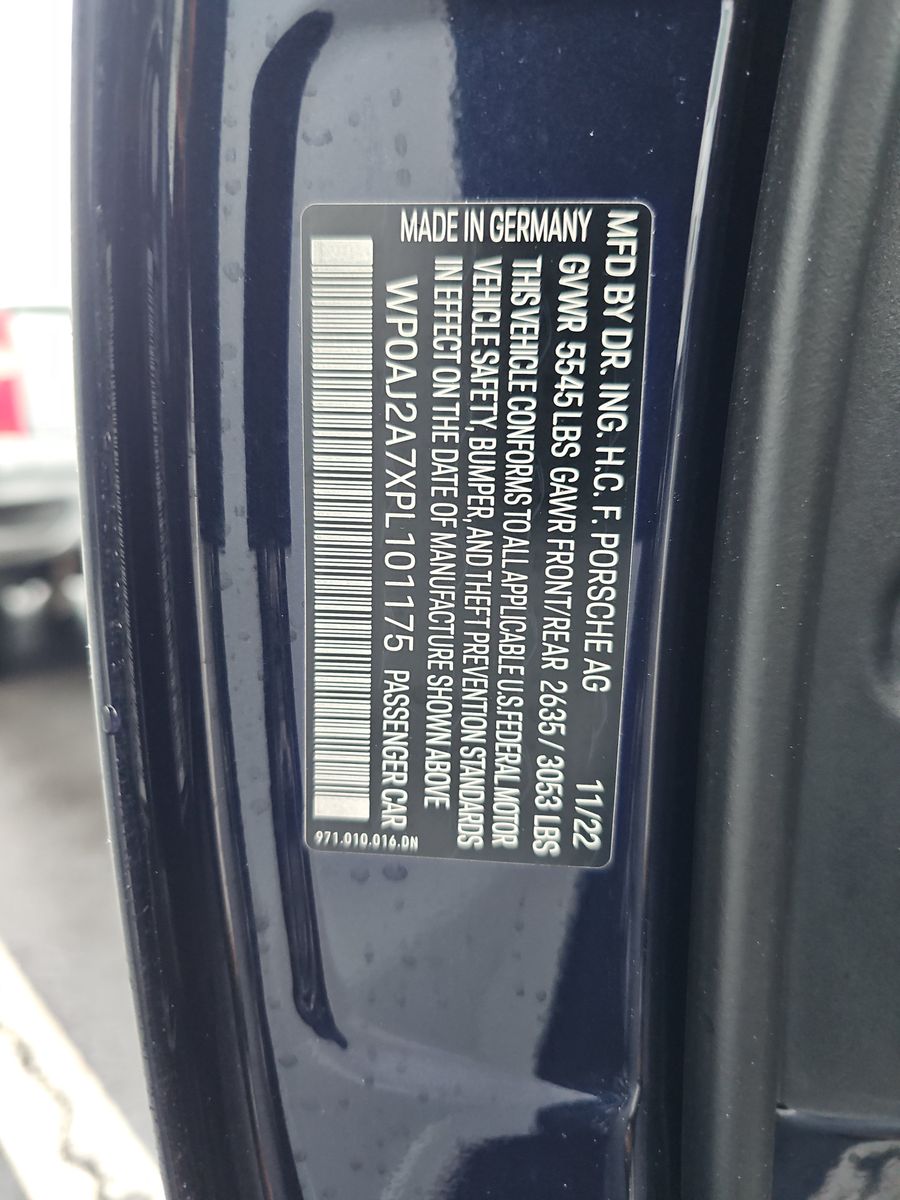 MFD BY DR. ING. H.C. F. PORSCHE AG 11/22
GVWR 5545 LBS GAWR FRONT/REAR 2635 / 3053 LBS
THIS VEHICLE CONFORMS TO ALL APPLICABLE U.S.FEDERAL MOTOR
VEHICLE SAFETY, BUMPER, AND THEFT PREVENTION STANDARDS
IN EFFECT ON THE DATE OF MANUFACTURE SHOWN ABOVE
WP0AJ2A7XPL101175 PASSENGER CAR
MADE IN GERMANY
971.010.016.DN